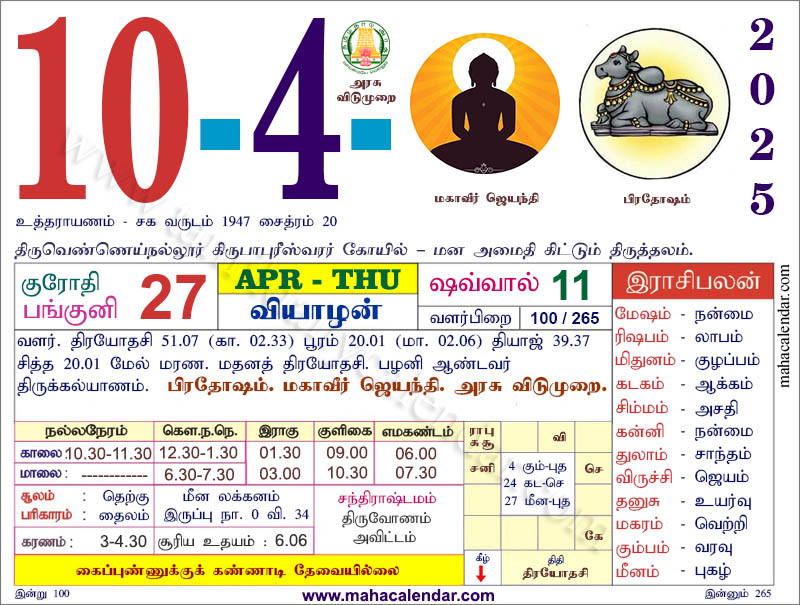 10-4-
2025
அரசு
விடுமுறை
மகாவீர் ஜெயந்தி
பிரதோஷம்
உத்தராயணம் - சக வருடம் 1947 சைத்ரம் 20
திருவெண்ணெய்நல்லூர் கிருபாபுரீஸ்வரர் கோயில் – மன அமைதி கிட்டும் திருத்தலம்.
குரோதி
பங்குனி
27
APR - THU
வியாழன்
ஷவ்வால் 11
வளர்பிறை 100 / 265
வளர். திரயோதசி 51.07 (கா. 02.33) பூரம் 20.01 (மா. 02.06) தியாஜ் 39.37
சித்த 20.01 மேல் மரண. மதனத் திரயோதசி. பழனி ஆண்டவர்
திருக்கல்யாணம். பிரதோஷம். மகாவீர் ஜெயந்தி. அரசு விடுமுறை.
இராசிபலன்
மேஷம் - நன்மை
ரிஷபம் - லாபம்
மிதுனம் - குழப்பம்
கடகம் - ஆக்கம்
சிம்மம் - அசதி
கன்னி - நன்மை
துலாம் - சாந்தம்
விருச்சி - ஜெயம்
தனுசு - உயர்வு
மகரம் - வெற்றி
கும்பம் - வரவு
மீனம் - புகழ்
mahacalendar.com
நல்லநேரம் கௌ.ந.நெ. இராகு குளிகை எமகண்டம்
காலை: 10.30-11.30 12.30-1.30 01.30 09.00 06.00
மாலை: ------------ 6.30-7.30 03.00 10.30 07.30
சூலம் : தெற்கு
பரிகாரம் : தைலம்
மீன லக்கனம்
இருப்பு நா. 0 வி. 34
சந்திராஷ்டமம்
திருவோணம்
அவிட்டம்
கரணம் : 3-4.30 சூரிய உதயம் : 6.06
ராபு
சுசூ
வி
சனி
4 கும்-புத
24 கட-செ
27 மீன-புத
செ
கே
கீழ்
திதி
திரயோதசி
கைப்புண்ணுக்குக் கண்ணாடி தேவையில்லை
இன்று 100
www.mahacalendar.com
இன்னும் 265